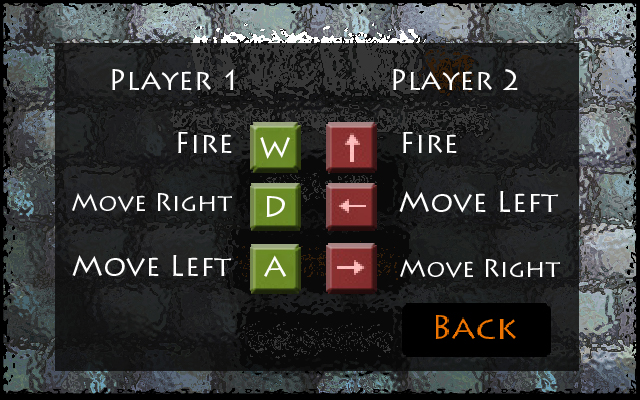 Player 1 Player 2
Fire W ↑ Fire
Move Right D ← Move Left
Move Left A → Move Right
Back